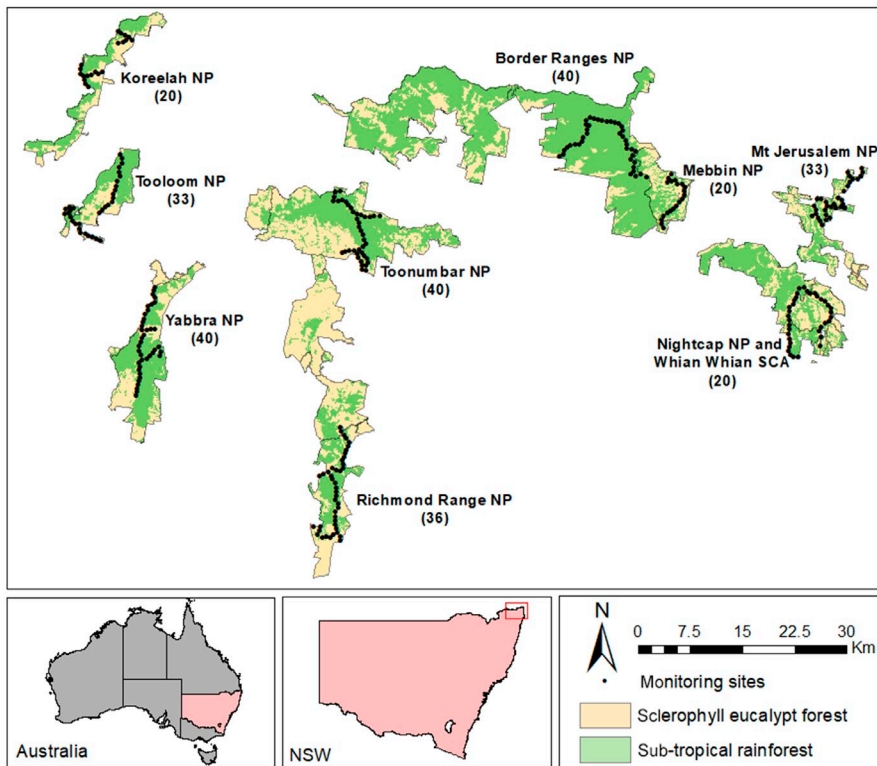 Koreelah NP
(20)
Border Ranges NP
(40)
Mt Jerusalem NP
(33)
Mebbin NP
(20)
Tooloom NP
(33)
Toonumbar NP
(40)
Yabbra NP
(40)
Nightcap NP and
Whian Whian SCA
(20)
Richmond Range NP
(36)
Australia
NSW
N
0 7.5 15 22.5 30
Km
Monitoring sites
Sclerophyll eucalypt forest
Sub-tropical rainforest